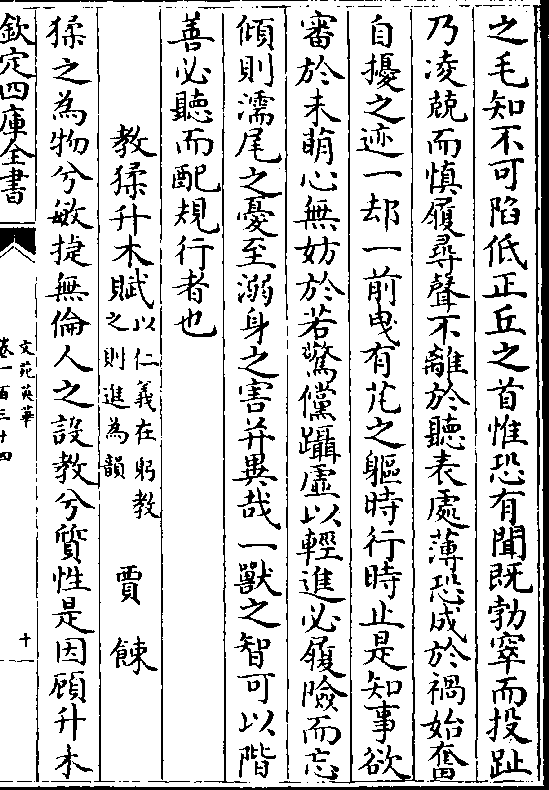 之毛知不可陷低正丘之首惟恐有聞既勃窣而投趾
乃凌兢而慎履尋聲不離於聽表處薄恐成於禍始奮
自擾之迹一却一前曵有芃之軀時行時止是知事欲
審於未萌心無妨於若驚儻躡虛以輕進必履險而忘
傾則濡尾之憂至溺身之害并異哉一獸之智可以階
善必聽而配規行者也
教猱升木賦以仁義在躬教之則進為韻 賈餗
猱之為物兮敏捷無倫人之設教兮質性是因顧升木
欽定四庫全書
文苑英華
卷一百三十四
十